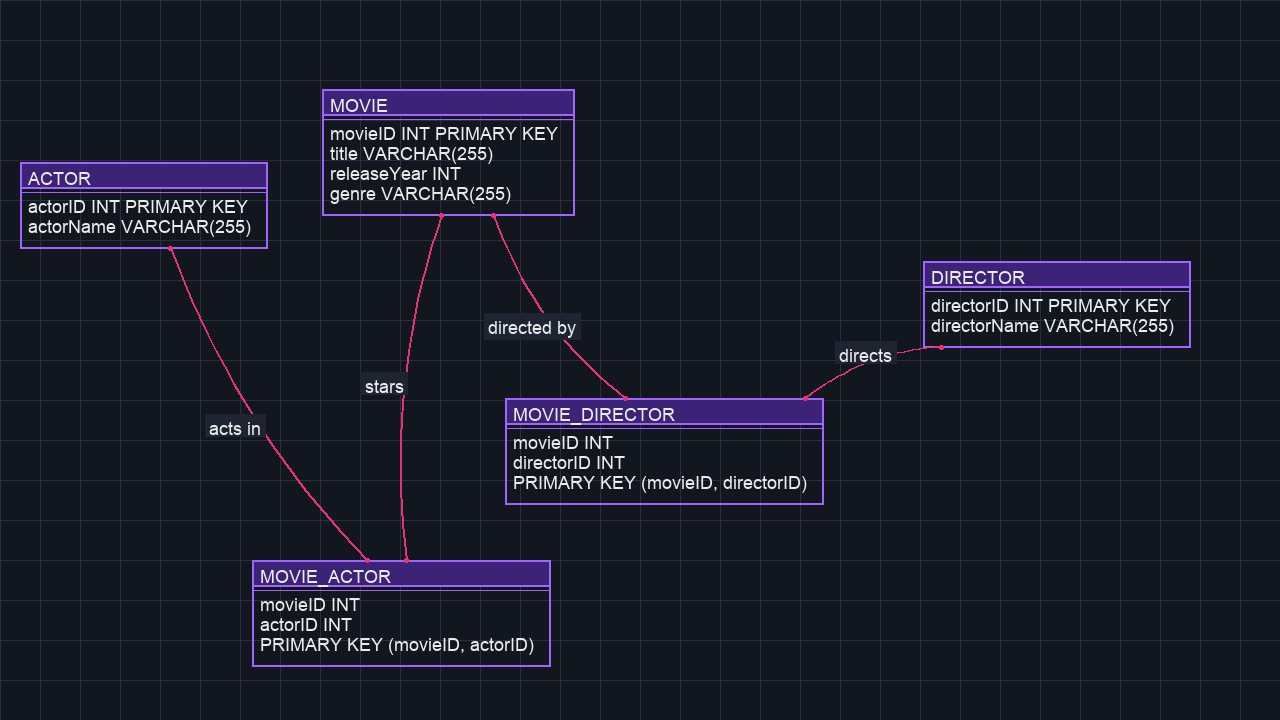 MOVIE
movieID INT PRIMARY KEY
title VARCHAR(255)
releaseYear INT
genre VARCHAR(255)
ACTOR
actorID INT PRIMARY KEY
actorName VARCHAR(255)
DIRECTOR
directorID INT PRIMARY KEY
directorName VARCHAR(255)
directed by
directs
stars
acts in
MOVIE_DIRECTOR
movieID INT
directorID INT
PRIMARY KEY (movieID, directorID)
MOVIE_ACTOR
movieID INT
actorID INT
PRIMARY KEY (movieID, actorID)